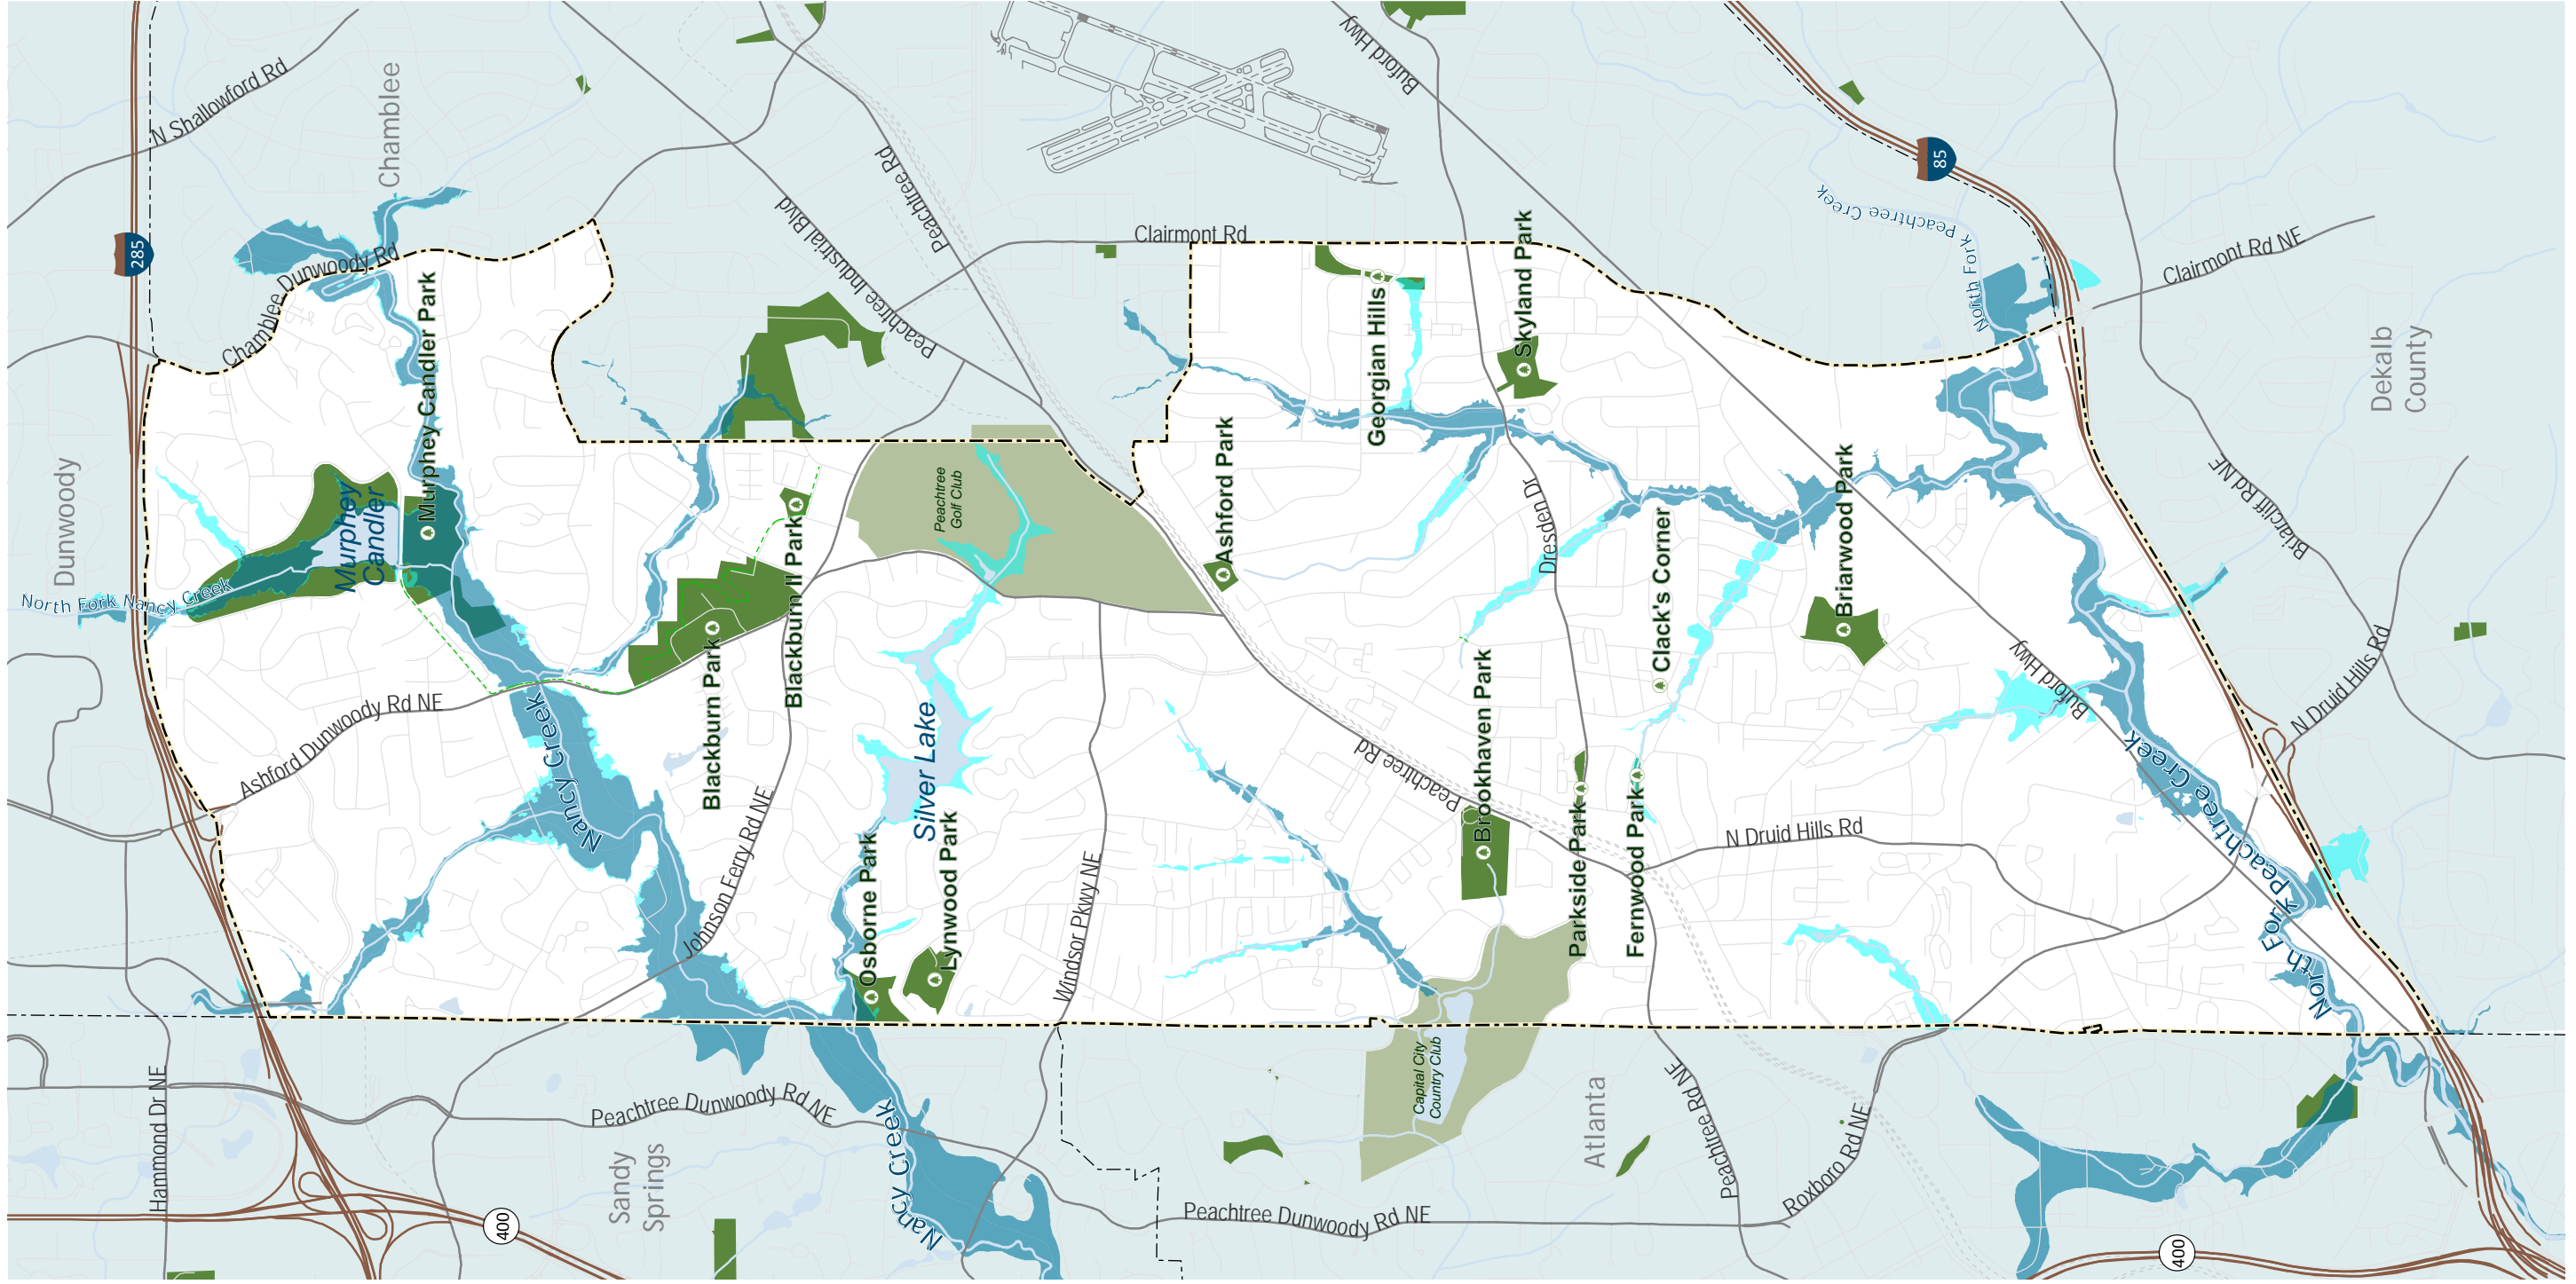 N Shallowford Rd
Chamblee
285
Chamblee Dunwoody Rd
Murphey Candler Park
Dunwoody
Murphey
Candler
North Fork Nancy Creek
Ashford Dunwoody Rd NE
Nancy Creek
Hammond Dr NE
400
Sandy
Springs
Peachtree Dunwoody Rd NE
Nancy Creek
Johnson Ferry Rd NE
Blackburn Park
Blackburn II Park
Osborne Park
Lynwood Park
Silver Lake
Peachtree
Golf Club
Peachtree Industrial Blvd
Peachtree Industrial
Peachtree Rd
Windsor Pkwy NE
Clairmont Rd
Ashford Park
Georgian Hills
Skyland Park
Buford Hwy
Dresden Dr
Peachtree Rd
Brookhaven Park
Parkside Park
Fernwood Park
Clack's Corner
Briarwood Park
N Druid Hills Rd
Capital City
Country Club
Atlanta
Peachtree Dunwoody Rd NE
Peachtree Rd NE
Roxboro Rd NE
85
North Fork Peachtree Creek
Clairmont Rd NE
Dekalb
County
Briarcliff Rd NE
N Druid Hills Rd
Buford Hwy
North Fork Peachtree Creek
400